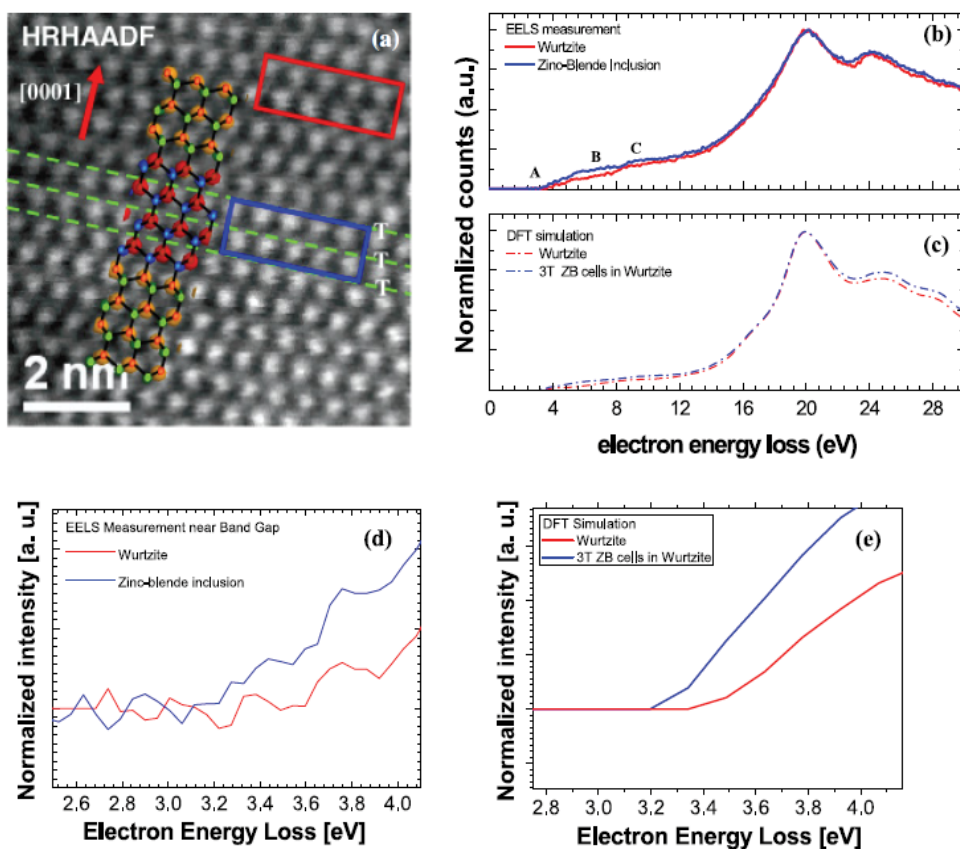 HRHAADF
(a)
[0001]
T
T
T
2 nm
EELS measurement
(b)
Wurtzite
Zino-Blende Inclusion
A
B
C
DFT simulation
(c)
Wurtzite
3T ZB cells in Wurtzite
Noramlized counts (a.u.)
0 4 8 12 16 20 24 28
electron energy loss (eV)
EELS Measurement near Band Gap
(d)
Wurtzite
Zino-blende inclusion
Normalized intensity [a. u.]
2,6 2,8 3,0 3,2 3,4 3,6 3,8 4,0
Electron Energy Loss [eV]
DFT Simulation
(e)
Wurtzite
3T ZB cells in Wurtzite
Normalized intensity [a. u.]
2.8 3.0 3.2 3.4 3.6 3.8 4.0
Electron Energy Loss [eV]